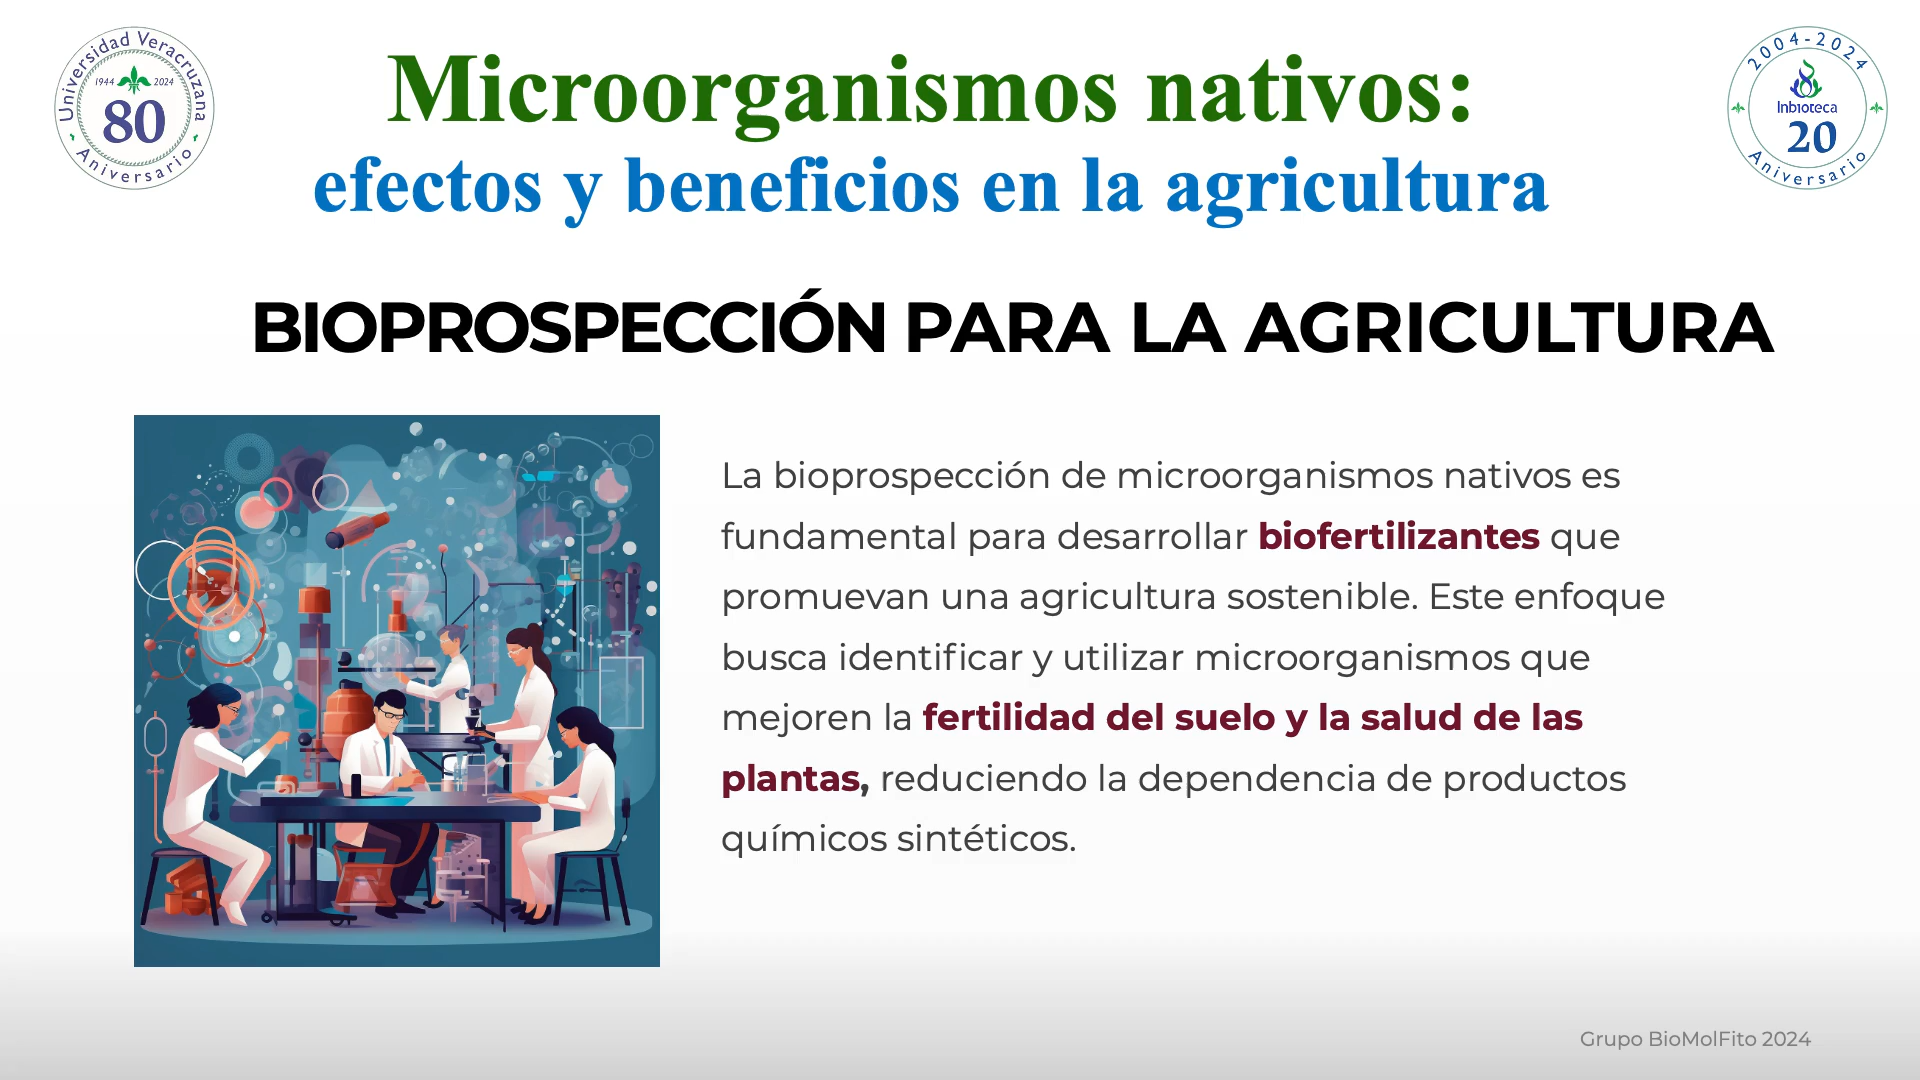 Universidad Veracruzana
1944 2024
80
Aniversario
Microorganismos nativos:
efectos y beneficios en la agricultura
2004-2024
Inbioteca
20
Aniversario
BIOPROSPECCIÓN PARA LA AGRICULTURA
La bioprospección de microorganismos nativos es
fundamental para desarrollar biofertilizantes que
promuevan una agricultura sostenible. Este enfoque
busca identificar y utilizar microorganismos que
mejoren la fertilidad del suelo y la salud de las
plantas, reduciendo la dependencia de productos
químicos sintéticos.
Grupo BioMolFito 2024